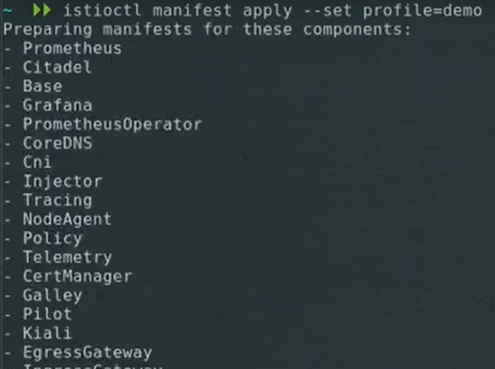 ~ ▶▶ istioctl manifest apply --set profile=demo
Preparing manifests for these components:
- Prometheus
- Citadel
- Base
- Grafana
- PrometheusOperator
- CoreDNS
- Cni
- Injector
- Tracing
- NodeAgent
- Policy
- Telemetry
- CertManager
- Galley
- Pilot
- Kiali
- EgressGateway